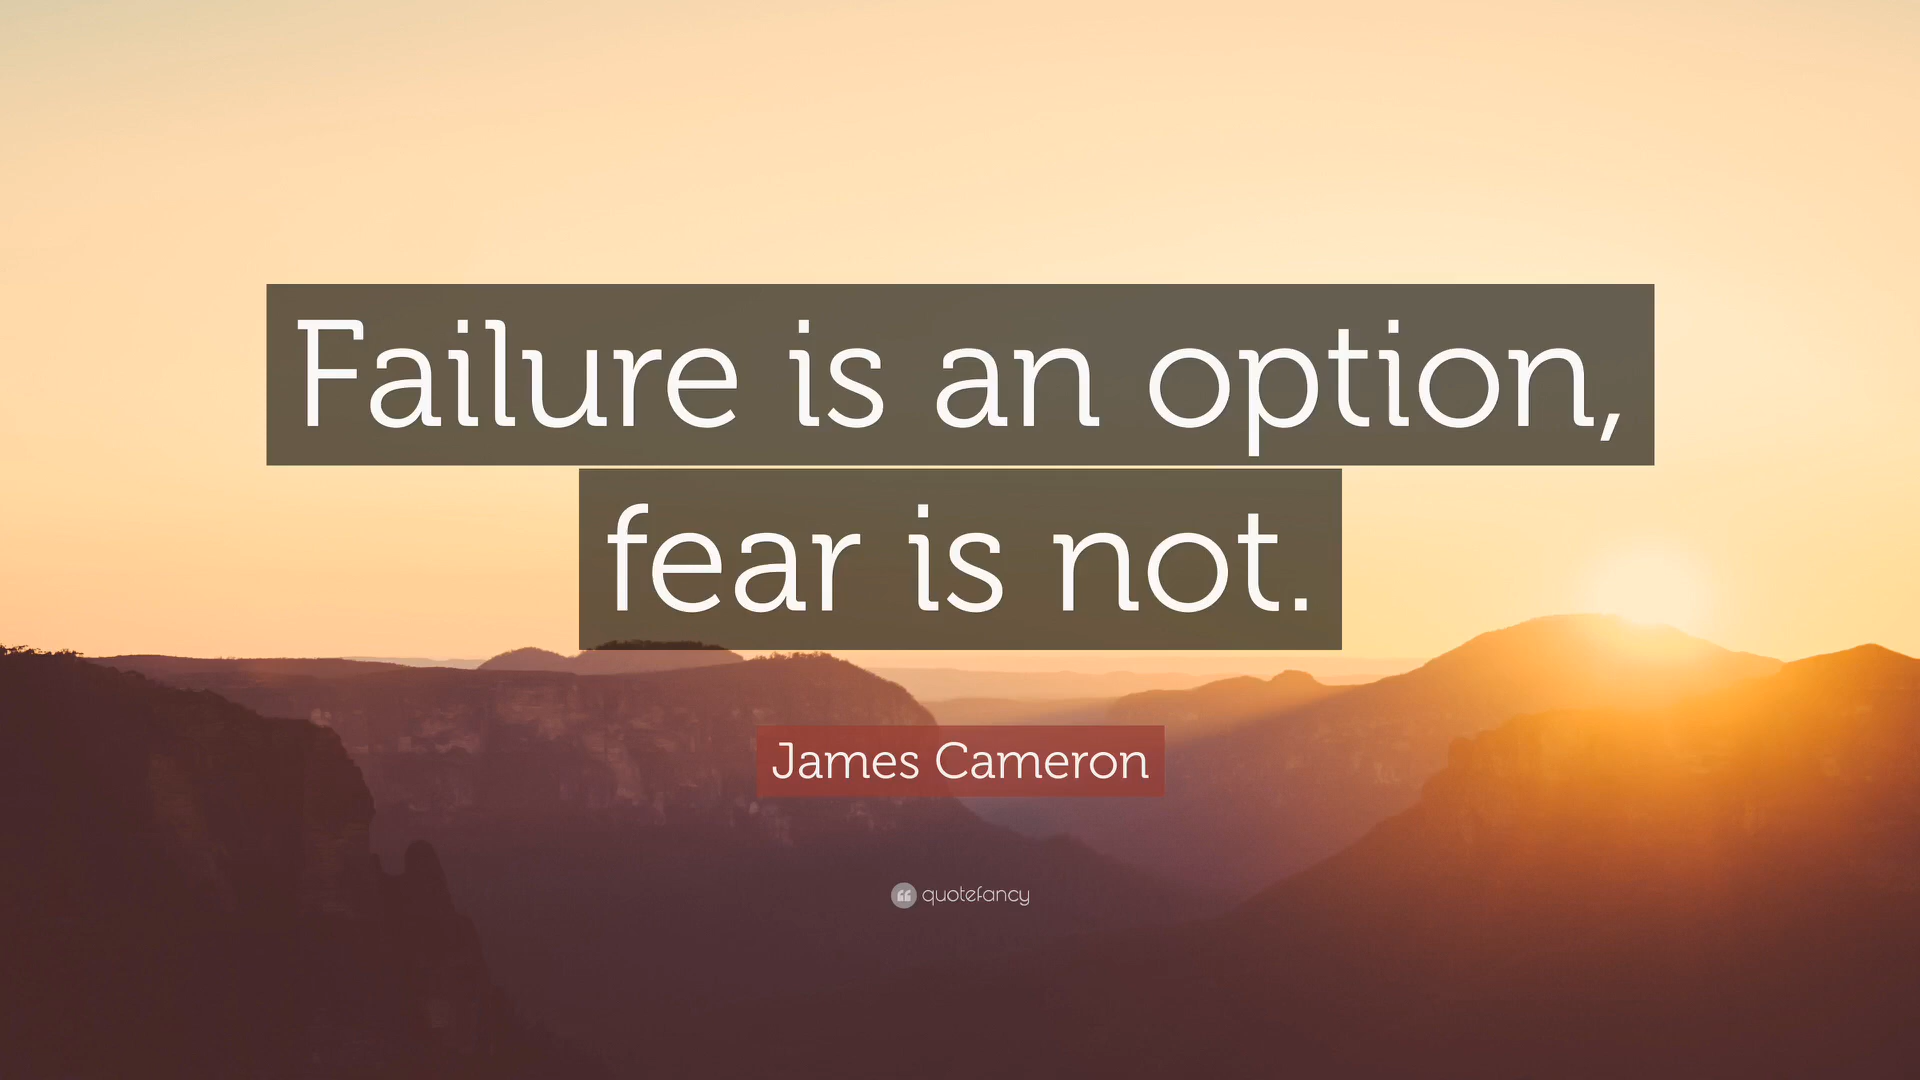 Failure is an option,
fear is not.
James Cameron
quotefancy